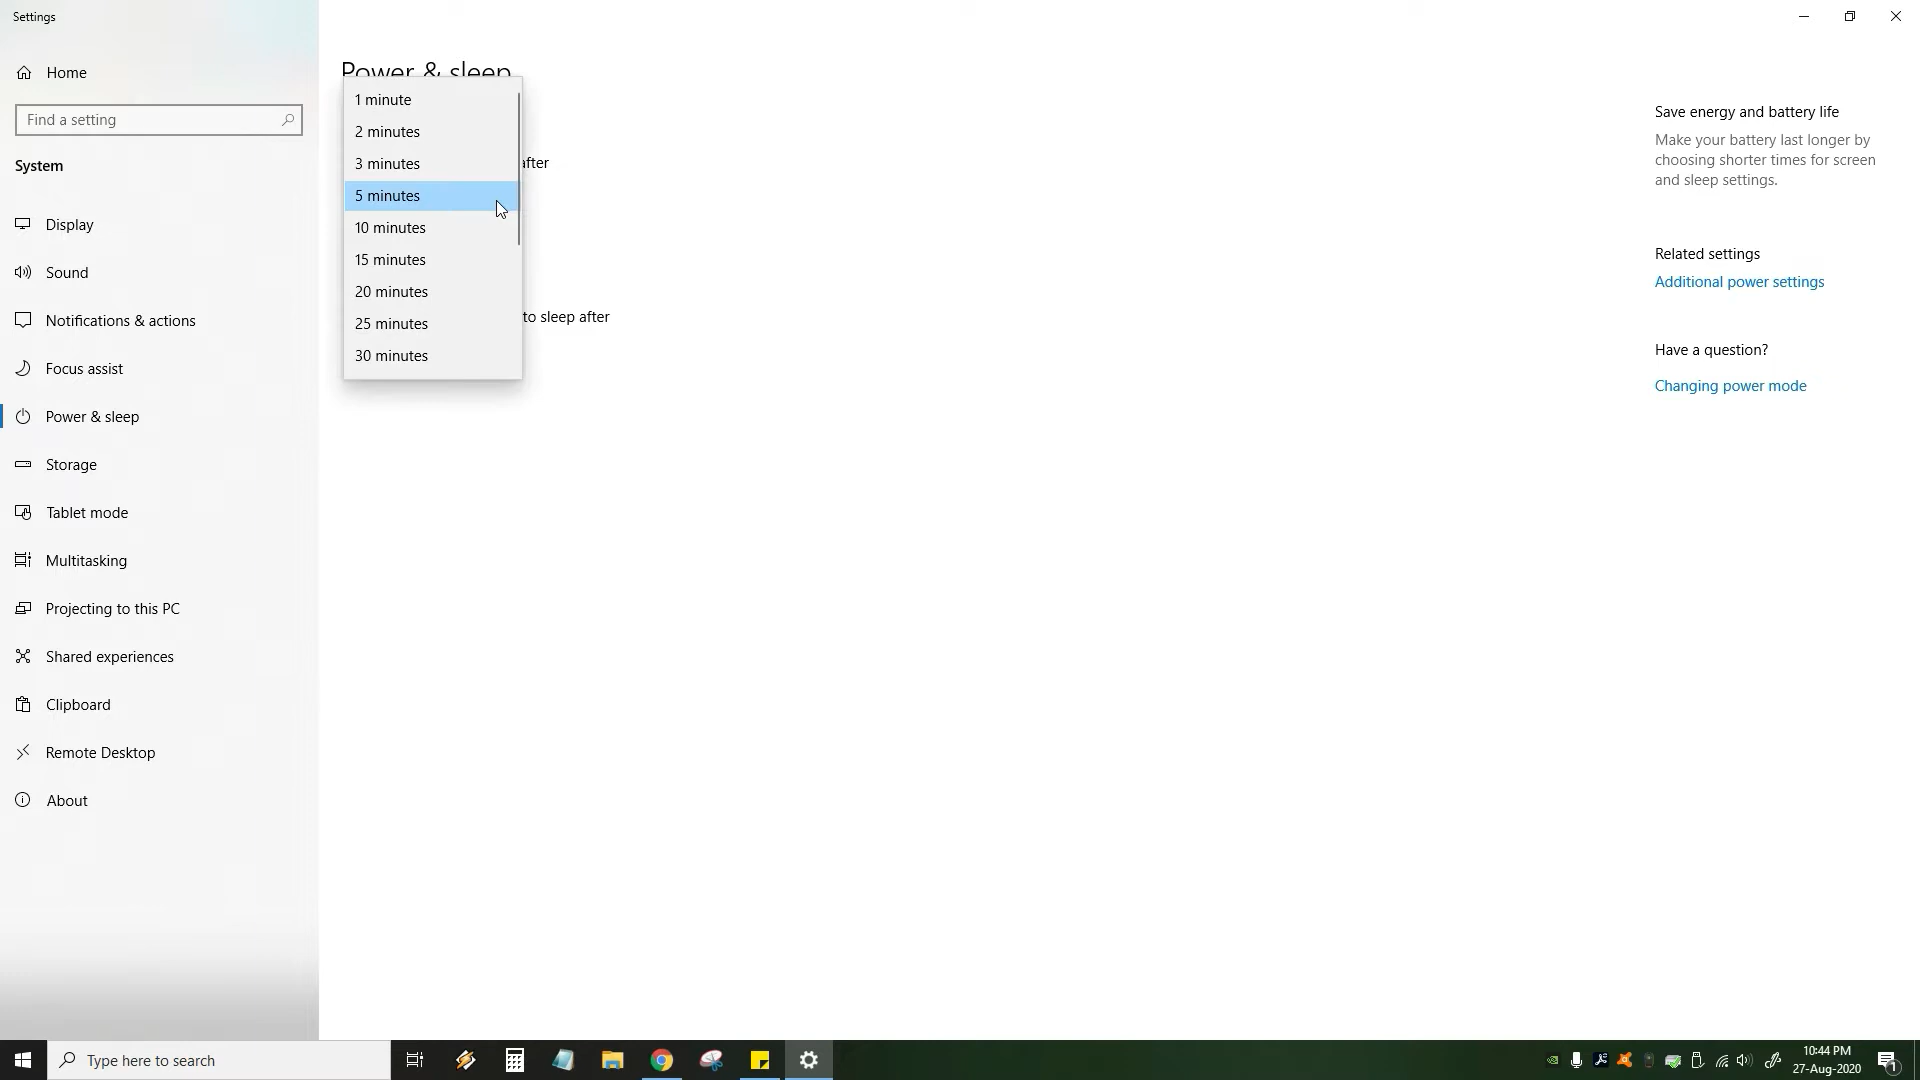 Settings
Home
Find a setting
System
Display
Sound
Notifications & actions
Focus assist
Power & sleep
Storage
Tablet mode
Multitasking
Projecting to this PC
Shared experiences
Clipboard
Remote Desktop
About
Power & sleep
1 minute
2 minutes
3 minutes
after
5 minutes
10 minutes
15 minutes
20 minutes
to sleep after
25 minutes
30 minutes
Save energy and battery life
Make your battery last longer by
choosing shorter times for screen
and sleep settings.
Related settings
Additional power settings
Have a question?
Changing power mode
Type here to search
10:44 PM
27-Aug-2020
1